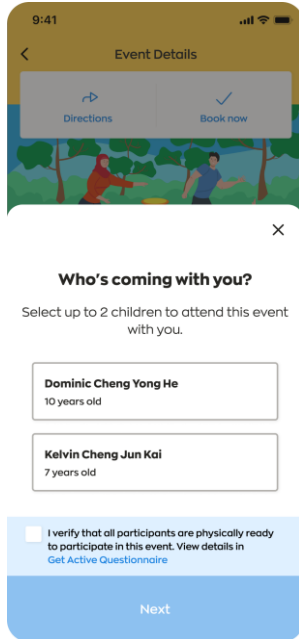 9:41
Event Details
Directions
Book now
Who's coming with you?
Select up to 2 children to attend this event
with you.
Dominic Cheng Yong He
10 years old
Kelvin Cheng Jun Kai
7 years old
I verify that all participants are physically ready
to participate in this event. View details in
Get Active Questionnaire
Next